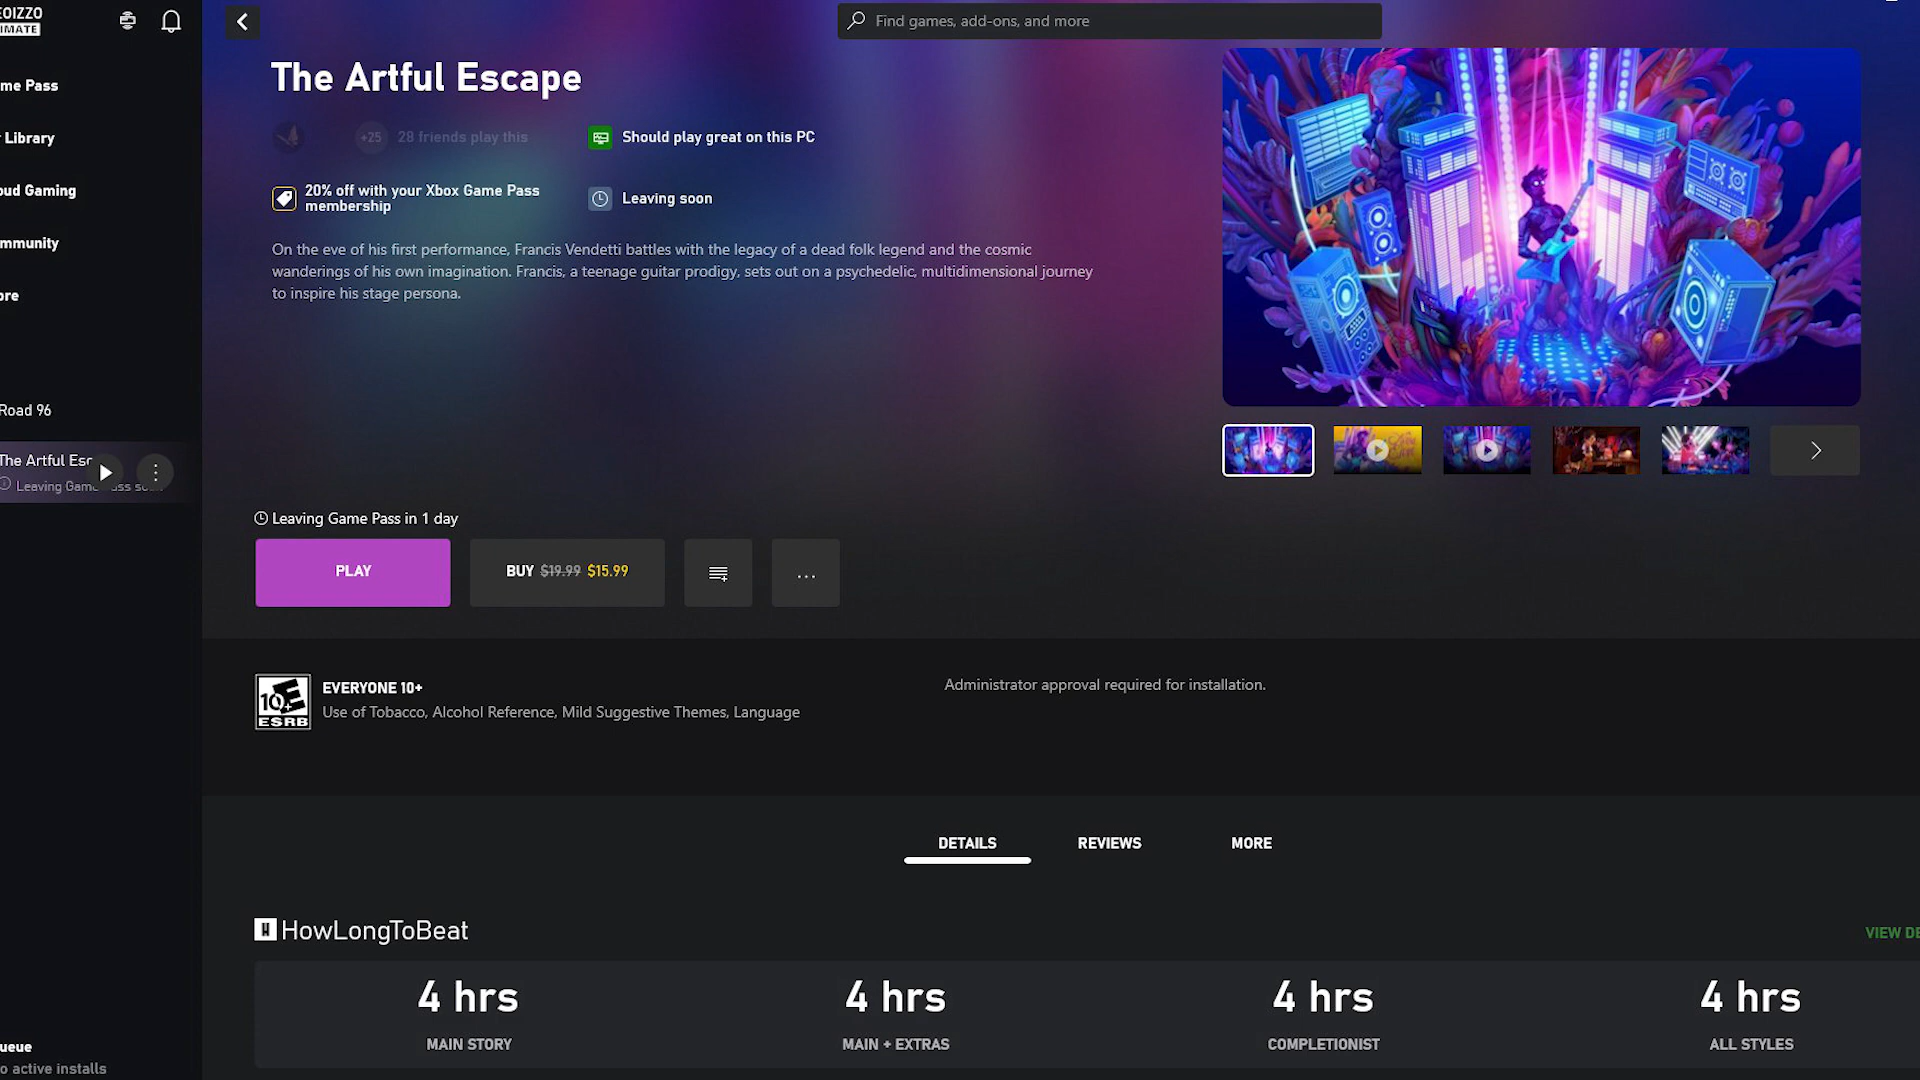 OIZZO
IMATE
Find games, add-ons, and more
me Pass
Library
oud Gaming
mmunity
ore
Road 96
The Artful Esc
Leaving Game ass so...
ueue
o active installs
The Artful Escape
+25 28 friends play this
Should play great on this PC
20% off with your Xbox Game Pass
membership
Leaving soon
On the eve of his first performance, Francis Vendetti battles with the legacy of a dead folk legend and the cosmic
wanderings of his own imagination. Francis, a teenage guitar prodigy, sets out on a psychedelic, multidimensional journey
to inspire his stage persona.
Leaving Game Pass in 1 day
PLAY
BUY $19.99 $15.99
...
10+ E
ESRB
EVERYONE 10+
Use of Tobacco, Alcohol Reference, Mild Suggestive Themes, Language
Administrator approval required for installation.
DETAILS REVIEWS MORE
H HowLongToBeat
VIEW DE
4 hrs 4 hrs 4 hrs 4 hrs
MAIN STORY MAIN + EXTRAS COMPLETIONIST ALL STYLES